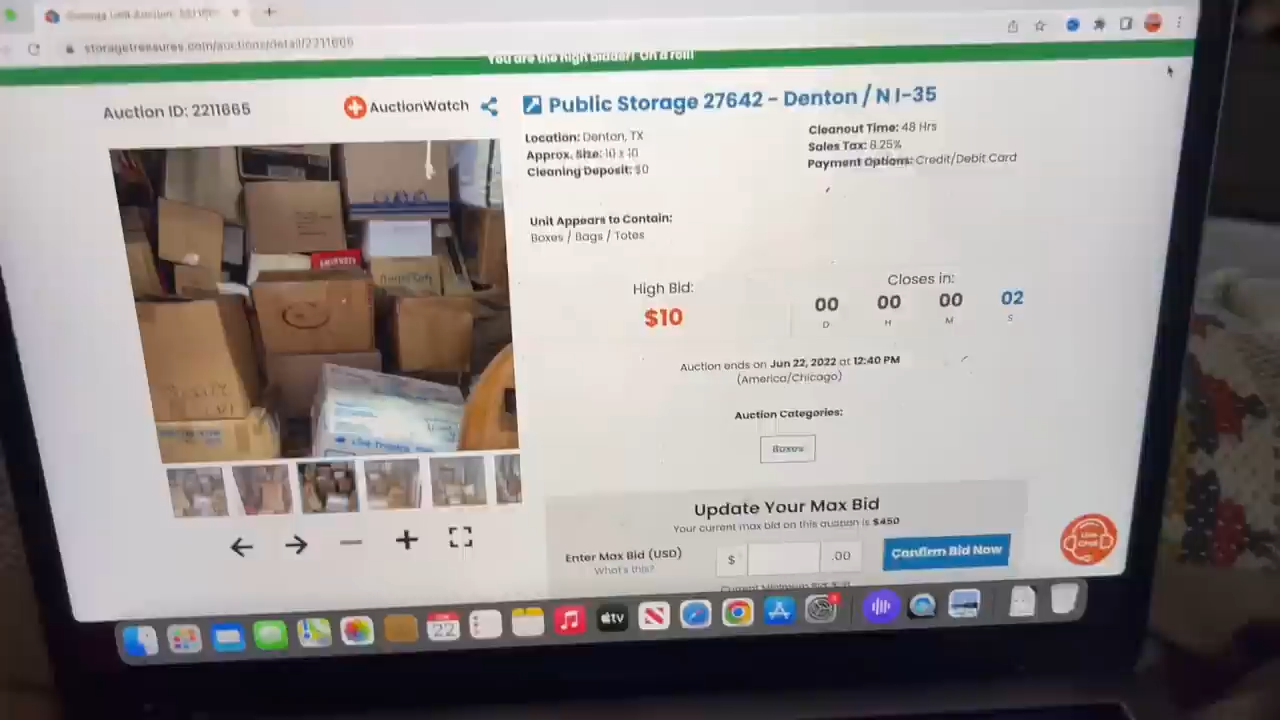 storagetreasures.com/auctions/detail/2211665
You are the high bidder! On a roll!
Auction ID: 2211665
AuctionWatch
Public Storage 27642 - Denton / N I-35
Location: Denton, TX
Approx. Size: 10 x 10
Cleaning Deposit: $0
Cleanout Time: 48 Hrs
Sales Tax: 8.25%
Payment Options: Credit/Debit Card
Unit Appears to Contain:
Boxes / Bags / Totes
High Bid:
$10
Closes in:
00 00 00 02
D H M S
Auction ends on Jun 22, 2022 at 12:40 PM
(America/Chicago)
Auction Categories:
Boxes
Update Your Max Bid
Your current max bid on this auction is $450
Enter Max Bid (USD)
What's this?
$ .00
Confirm Bid Now
Live
Chat
tv
22